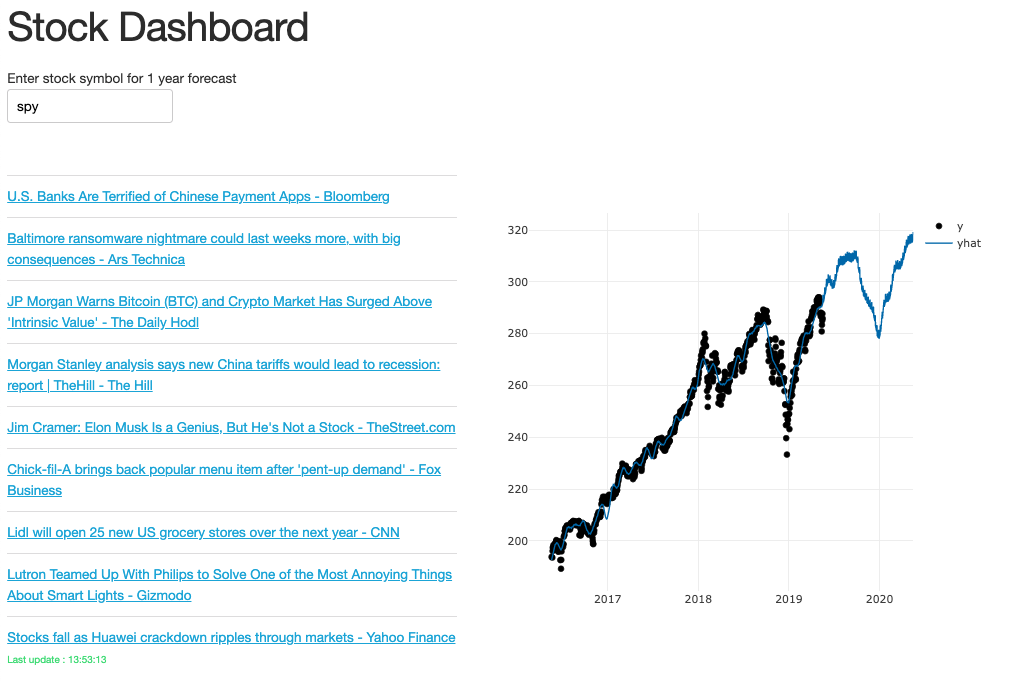 Stock Dashboard
Enter stock symbol for 1 year forecast
spy
U.S. Banks Are Terrified of Chinese Payment Apps - Bloomberg
Baltimore ransomware nightmare could last weeks more, with big
consequences - Ars Technica
JP Morgan Warns Bitcoin (BTC) and Crypto Market Has Surged Above
'Intrinsic Value' - The Daily Hodl
Morgan Stanley analysis says new China tariffs would lead to recession:
report | TheHill - The Hill
Jim Cramer: Elon Musk Is a Genius, But He's Not a Stock - TheStreet.com
Chick-fil-A brings back popular menu item after 'pent-up demand' - Fox
Business
Lidl will open 25 new US grocery stores over the next year - CNN
Lutron Teamed Up With Philips to Solve One of the Most Annoying Things
About Smart Lights - Gizmodo
Stocks fall as Huawei crackdown ripples through markets - Yahoo Finance
Last update : 13:53:13
320
300
280
260
240
220
200
2017 2018 2019 2020
y
yhat